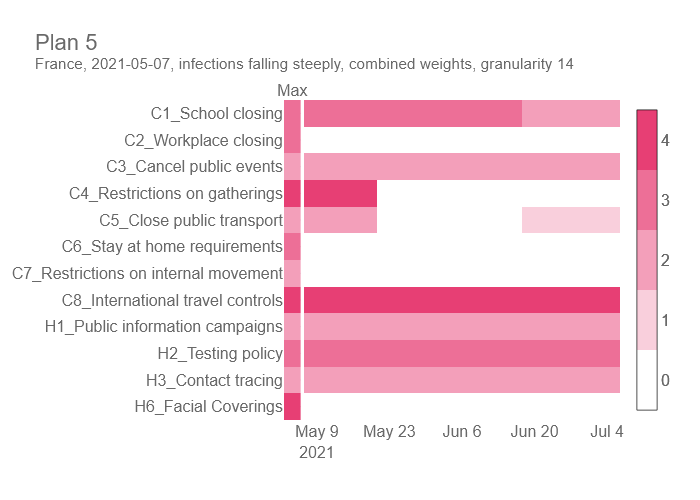 Plan 5
France, 2021-05-07, infections falling steeply, combined weights, granularity 14
Max
C1_School closing
C2_Workplace closing
C3_Cancel public events
C4_Restrictions on gatherings
C5_Close public transport
C6_Stay at home requirements
C7_Restrictions on internal movement
C8_International travel controls
H1_Public information campaigns
H2_Testing policy
H3_Contact tracing
H6_Facial Coverings
May 9 May 23 Jun 6 Jun 20 Jul 4
2021
4
3
2
1
0